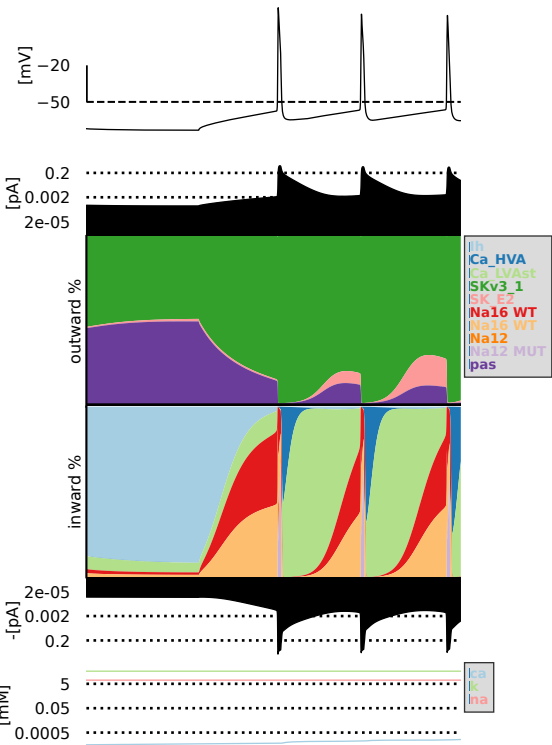 [mV]
−20
−50
[pA]
0.2
0.002
2e-05
outward %
Ih
Ca_HVA
Ca_LVAst
SKv3_1
SK_E2
Na16 WT
Na16 WT
Na12
Na12 MUT
pas
inward %
-[pA]
2e-05
0.002
0.2
[mM]
5
0.05
0.0005
ca
k
na